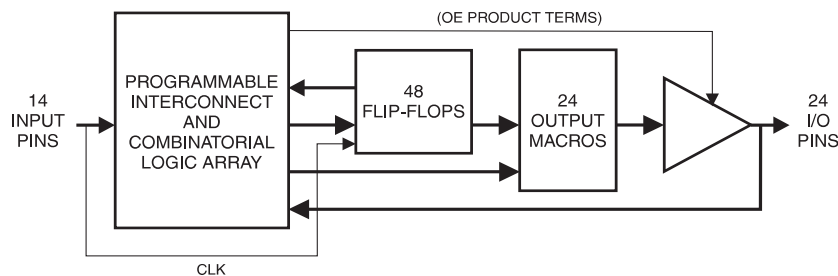 (OE PRODUCT TERMS)
14
INPUT
PINS
PROGRAMMABLE
INTERCONNECT
AND
COMBINATORIAL
LOGIC ARRAY
48
FLIP-FLOPS
24
OUTPUT
MACROS
24
I/O
PINS
CLK